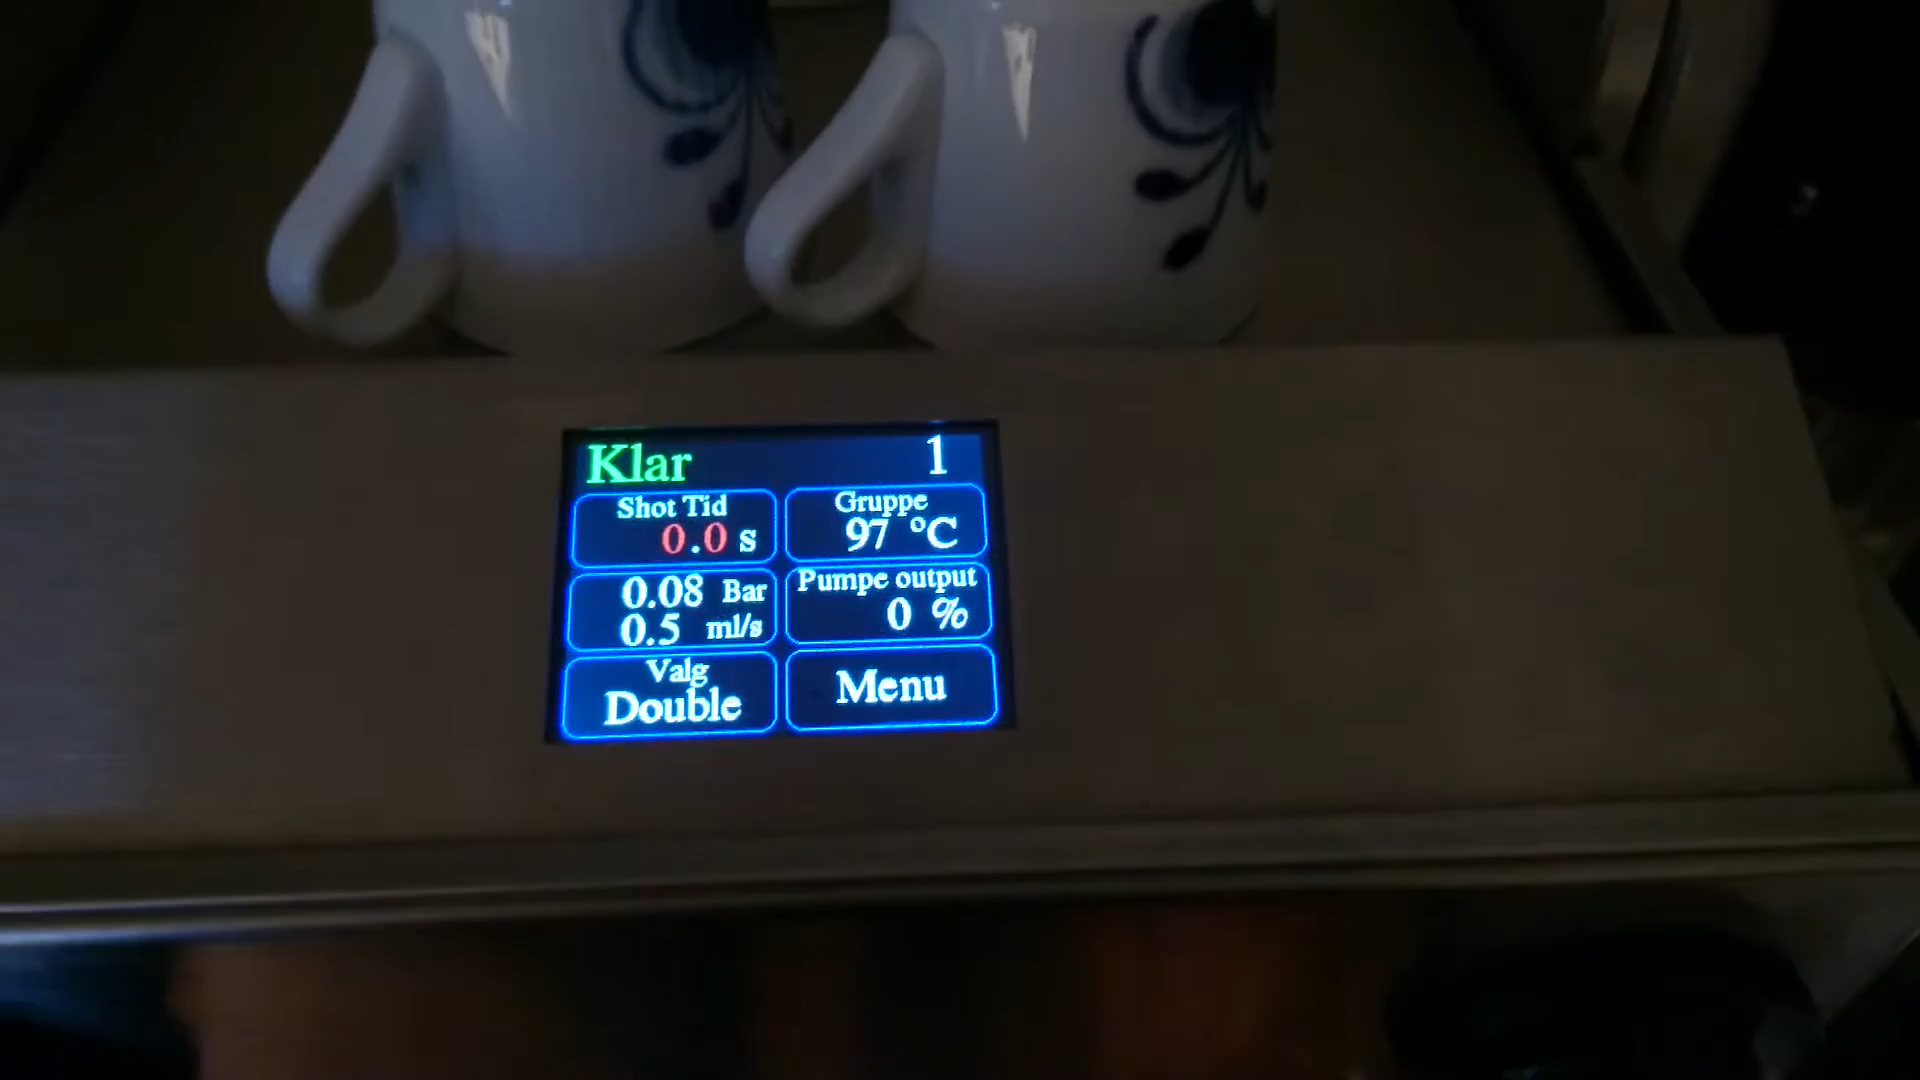 Klar 1
Shot Tid
0.0 s
Gruppe
97 °C
0.08 Bar
0.5 ml/s
Pumpe output
0 %
Valg
Double
Menu